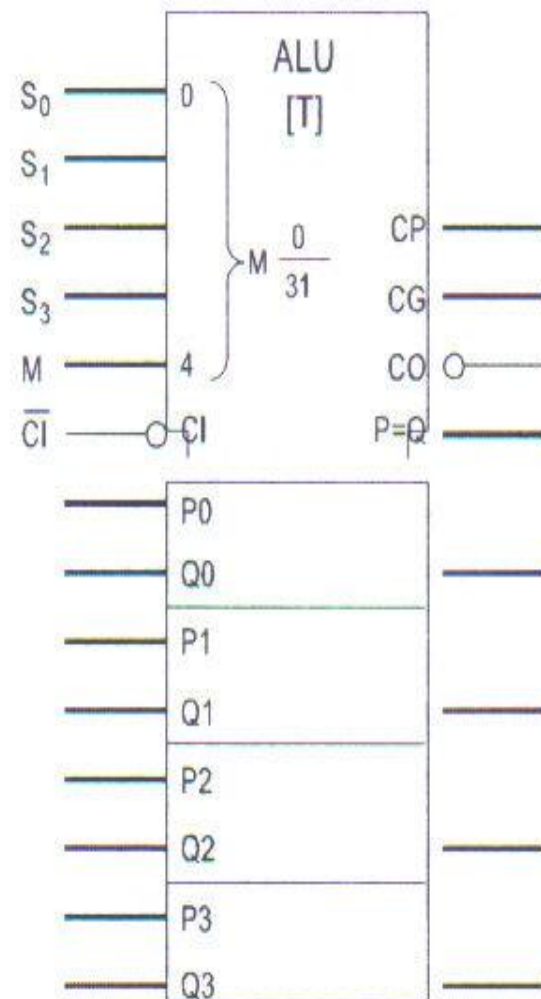 ALU
[T]
S₀ 0
S₁
S₂
S₃
M 4
M 0/31
C̅I̅ CI
CP
CG
CO
P=Q
P0
Q0
P1
Q1
P2
Q2
P3
Q3